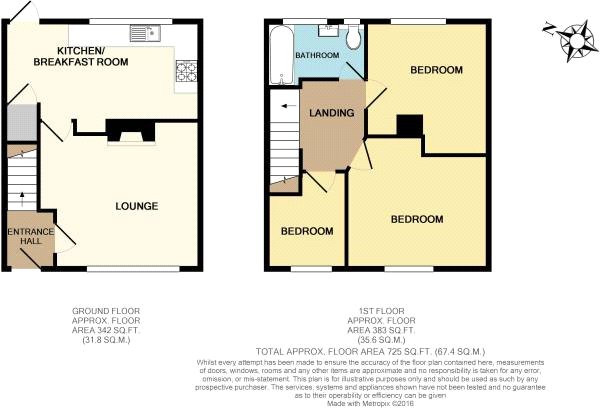 KITCHEN/
BREAKFAST ROOM
LOUNGE
ENTRANCE
HALL
BATHROOM
BEDROOM
LANDING
BEDROOM
BEDROOM
N
GROUND FLOOR
APPROX. FLOOR
AREA 342 SQ.FT.
(31.8 SQ.M.)
1ST FLOOR
APPROX. FLOOR
AREA 383 SQ.FT.
(35.6 SQ.M.)
TOTAL APPROX. FLOOR AREA 725 SQ.FT. (67.4 SQ.M.)
Whilst every attempt has been made to ensure the accuracy of the floor plan contained here, measurements
of doors, windows, rooms and any other items are approximate and no responsibility is taken for any error,
omission, or mis-statement. This plan is for illustrative purposes only and should be used as such by any
prospective purchaser. The services, systems and appliances shown have not been tested and no guarantee
as to their operability or efficiency can be given
Made with Metropix ©2016